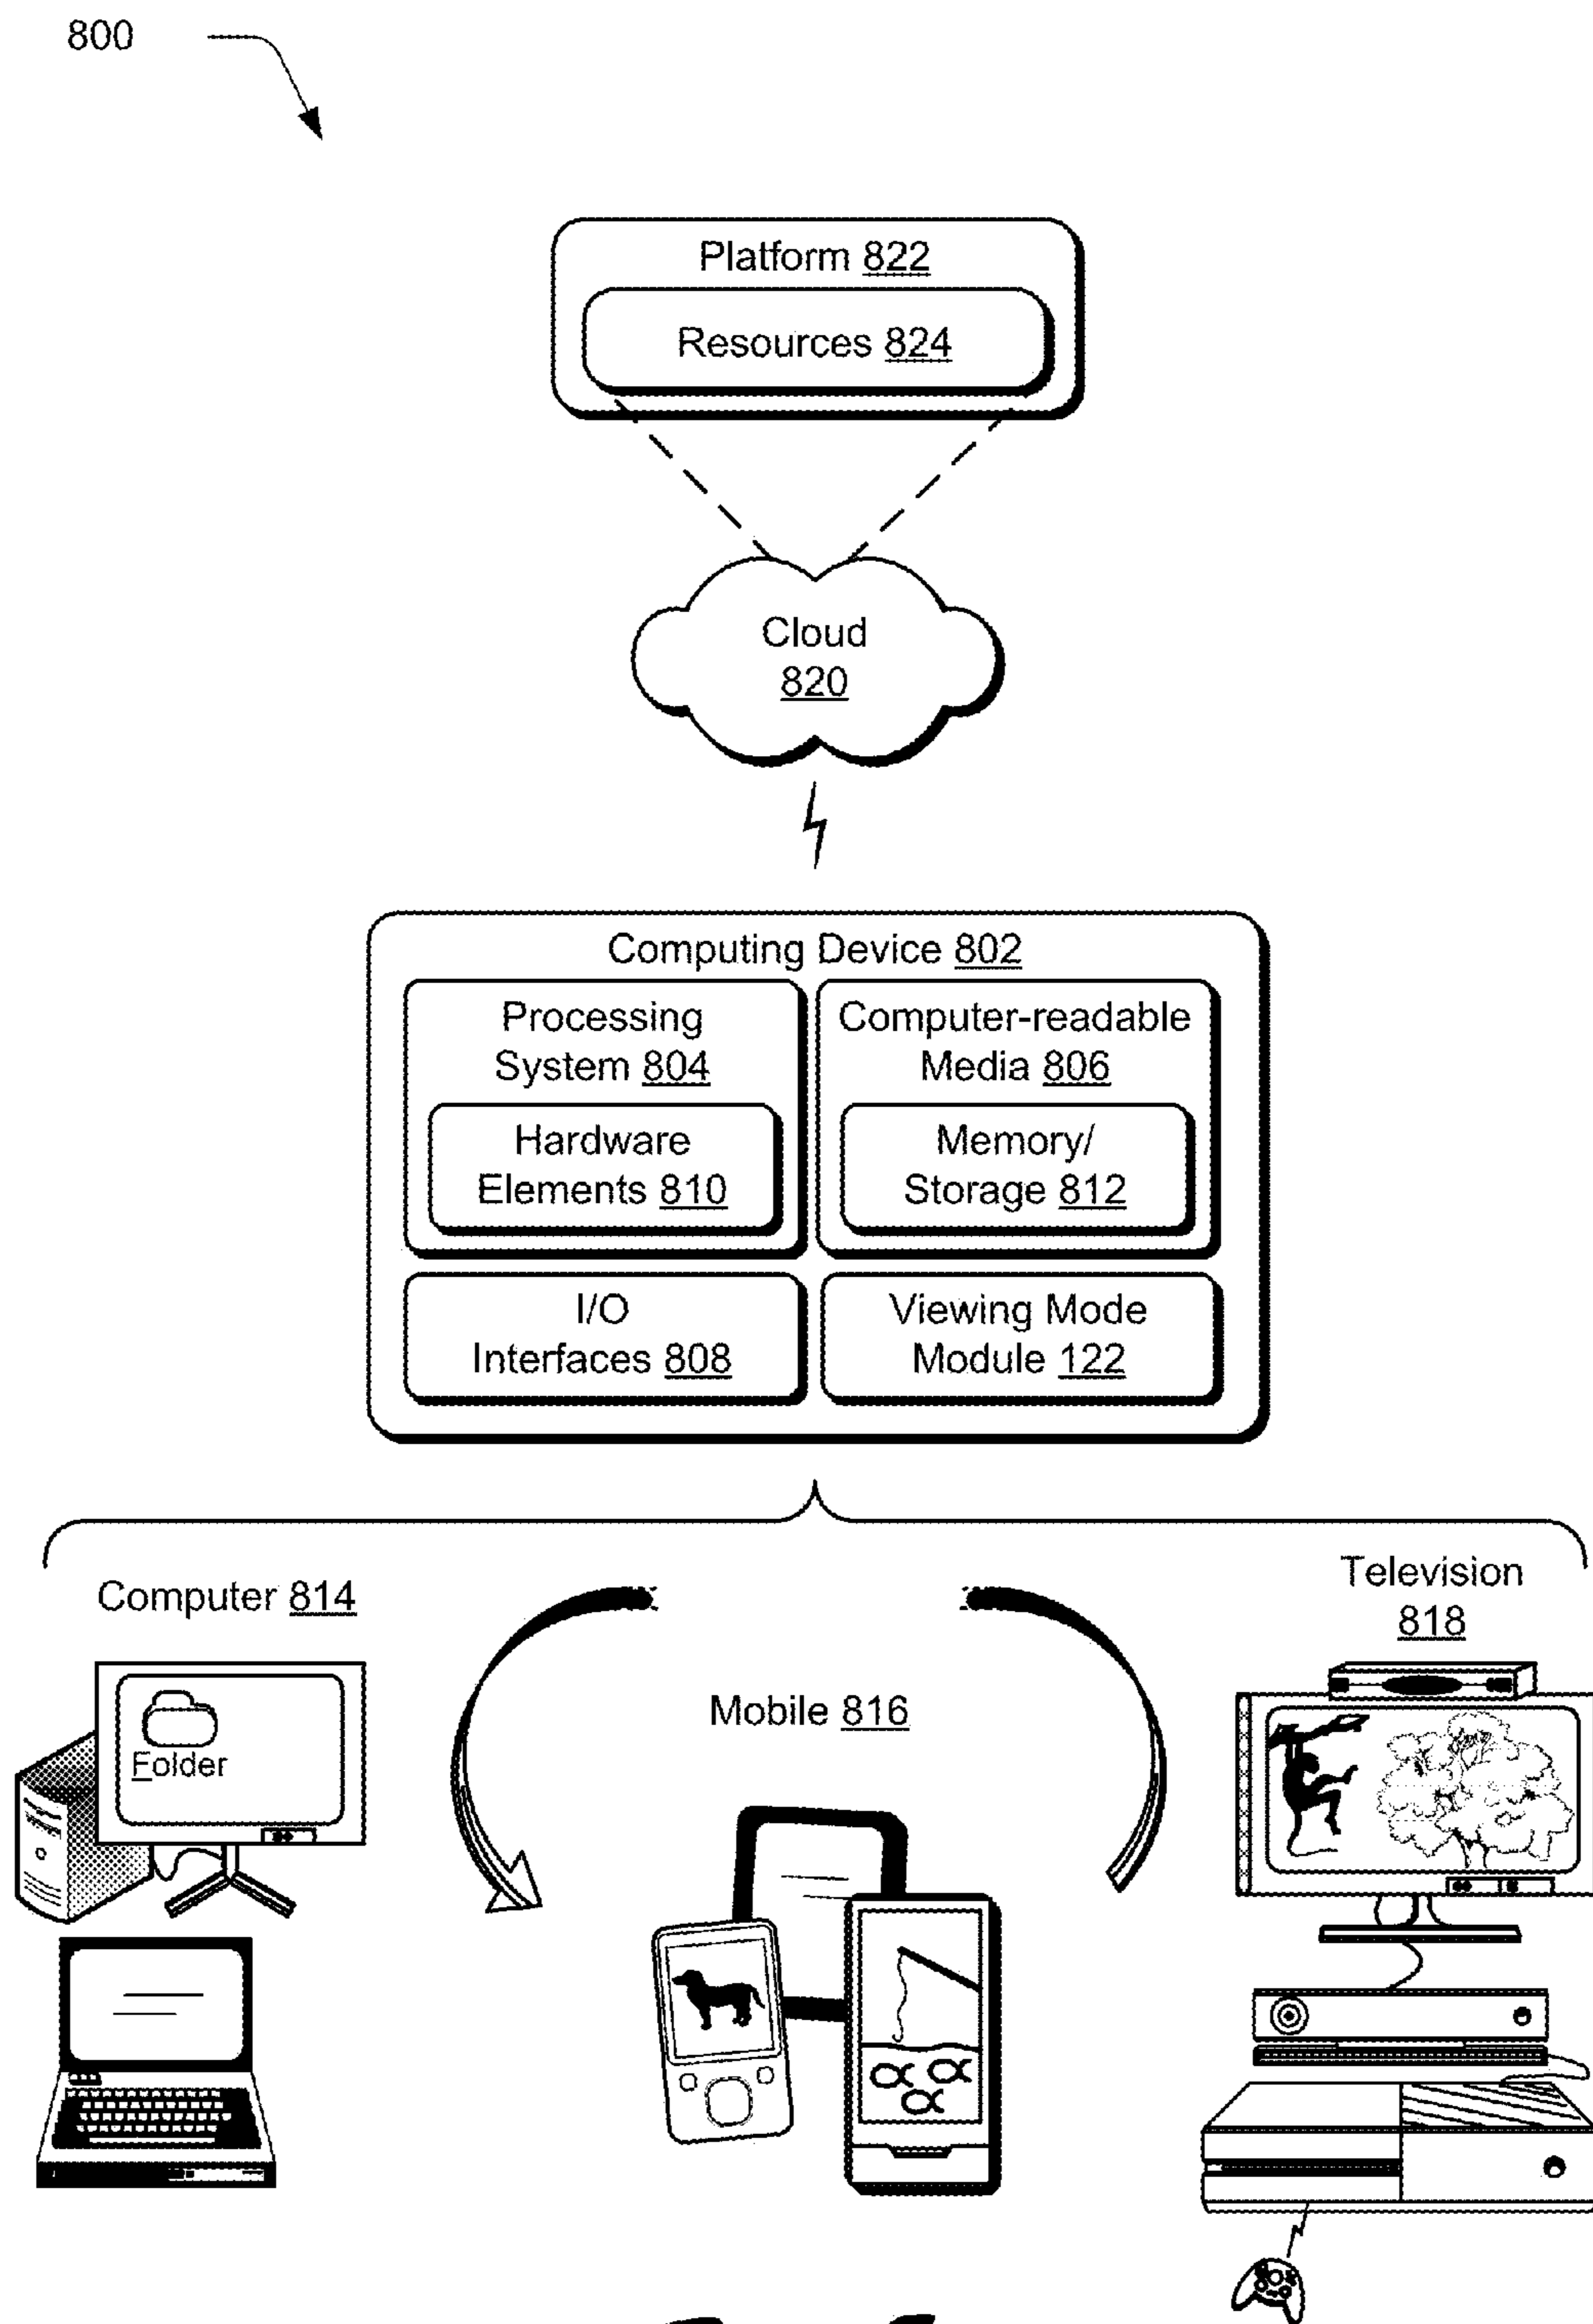 800
Platform 822
Resources 824
Cloud
820
Computing Device 802
Processing
System 804
Hardware
Elements 810
Computer-readable
Media 806
Memory/
Storage 812
I/O
Interfaces 808
Viewing Mode
Module 122
Computer 814
Folder
Mobile 816
Television
818